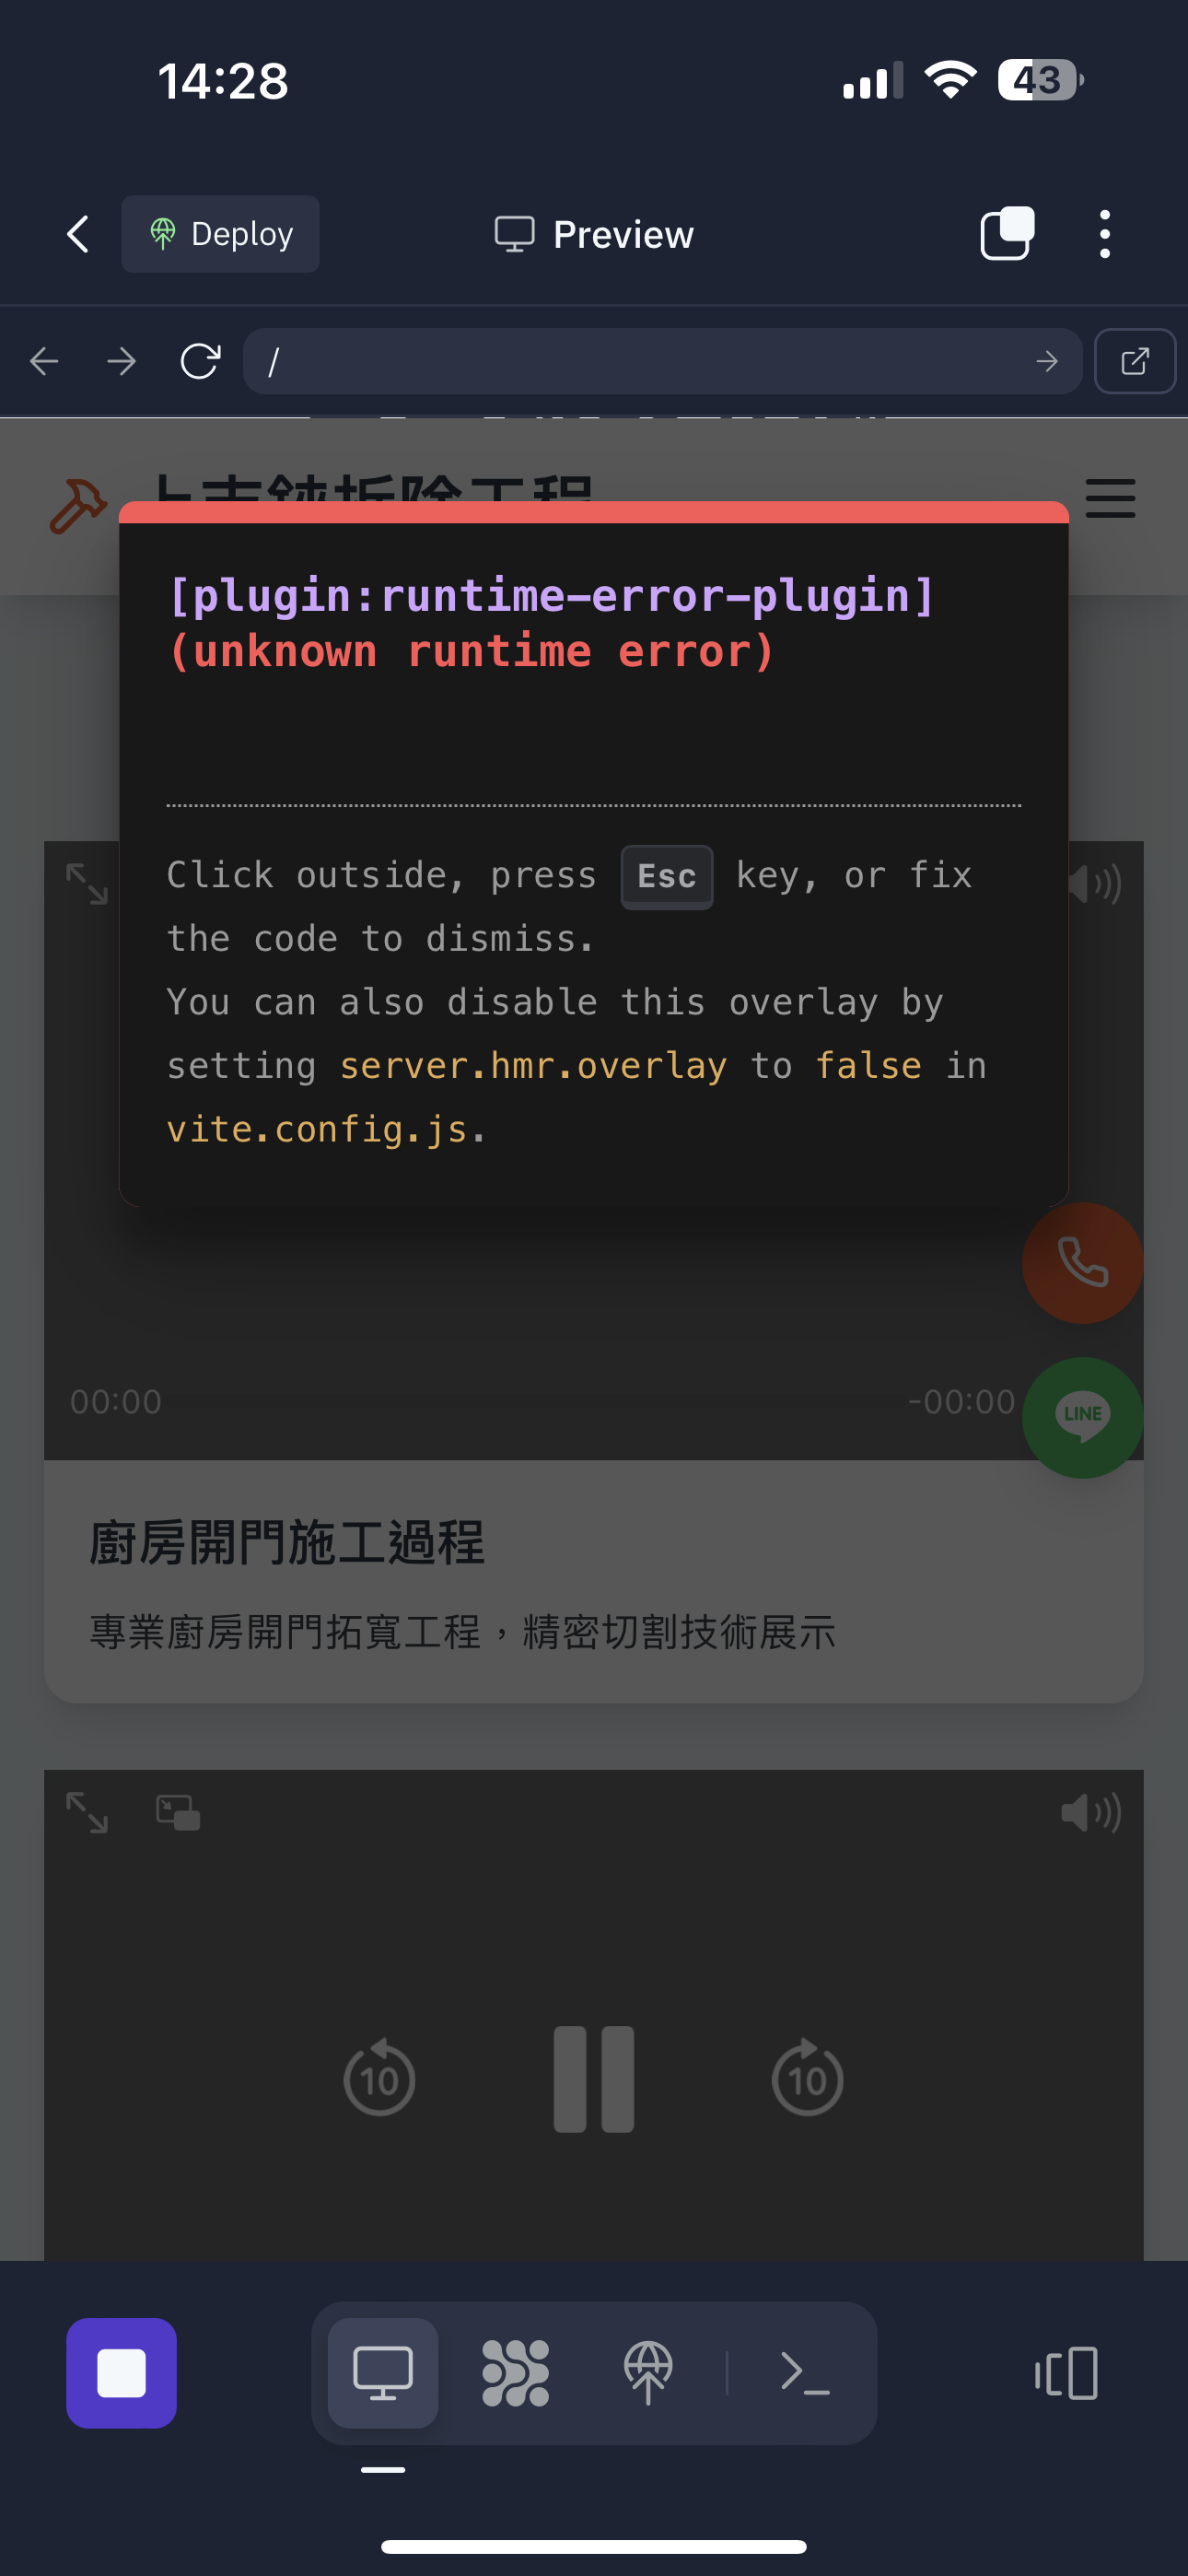 14:28
43
Deploy
Preview
/
[plugin:runtime-error-plugin]
(unknown runtime error)
Click outside, press Esc key, or fix
the code to dismiss.
You can also disable this overlay by
setting server.hmr.overlay to false in
vite.config.js.
00:00
-00:00
LINE
廚房開門施工過程
專業廚房開門拓寬工程，精密切割技術展示
10
10